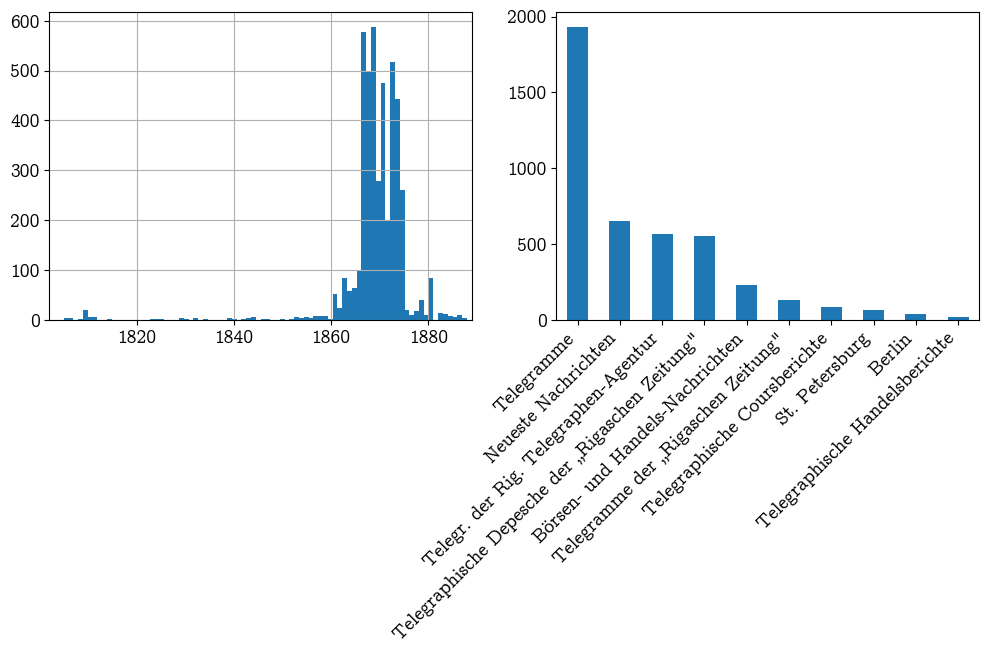 600
500
400
300
200
100
0
1820
1840
1860
1880
2000
1500
1000
500
0
Telegramme
Neueste Nachrichten
Telegr. der Rig. Telegraphen-Agentur
Telegraphische Depesche der „Rigaschen Zeitung"
Börsen- und Handels-Nachrichten
Telegramme der „Rigaschen Zeitung"
Telegraphische Coursberichte
St. Petersburg
Berlin
Telegraphische Handelsberichte